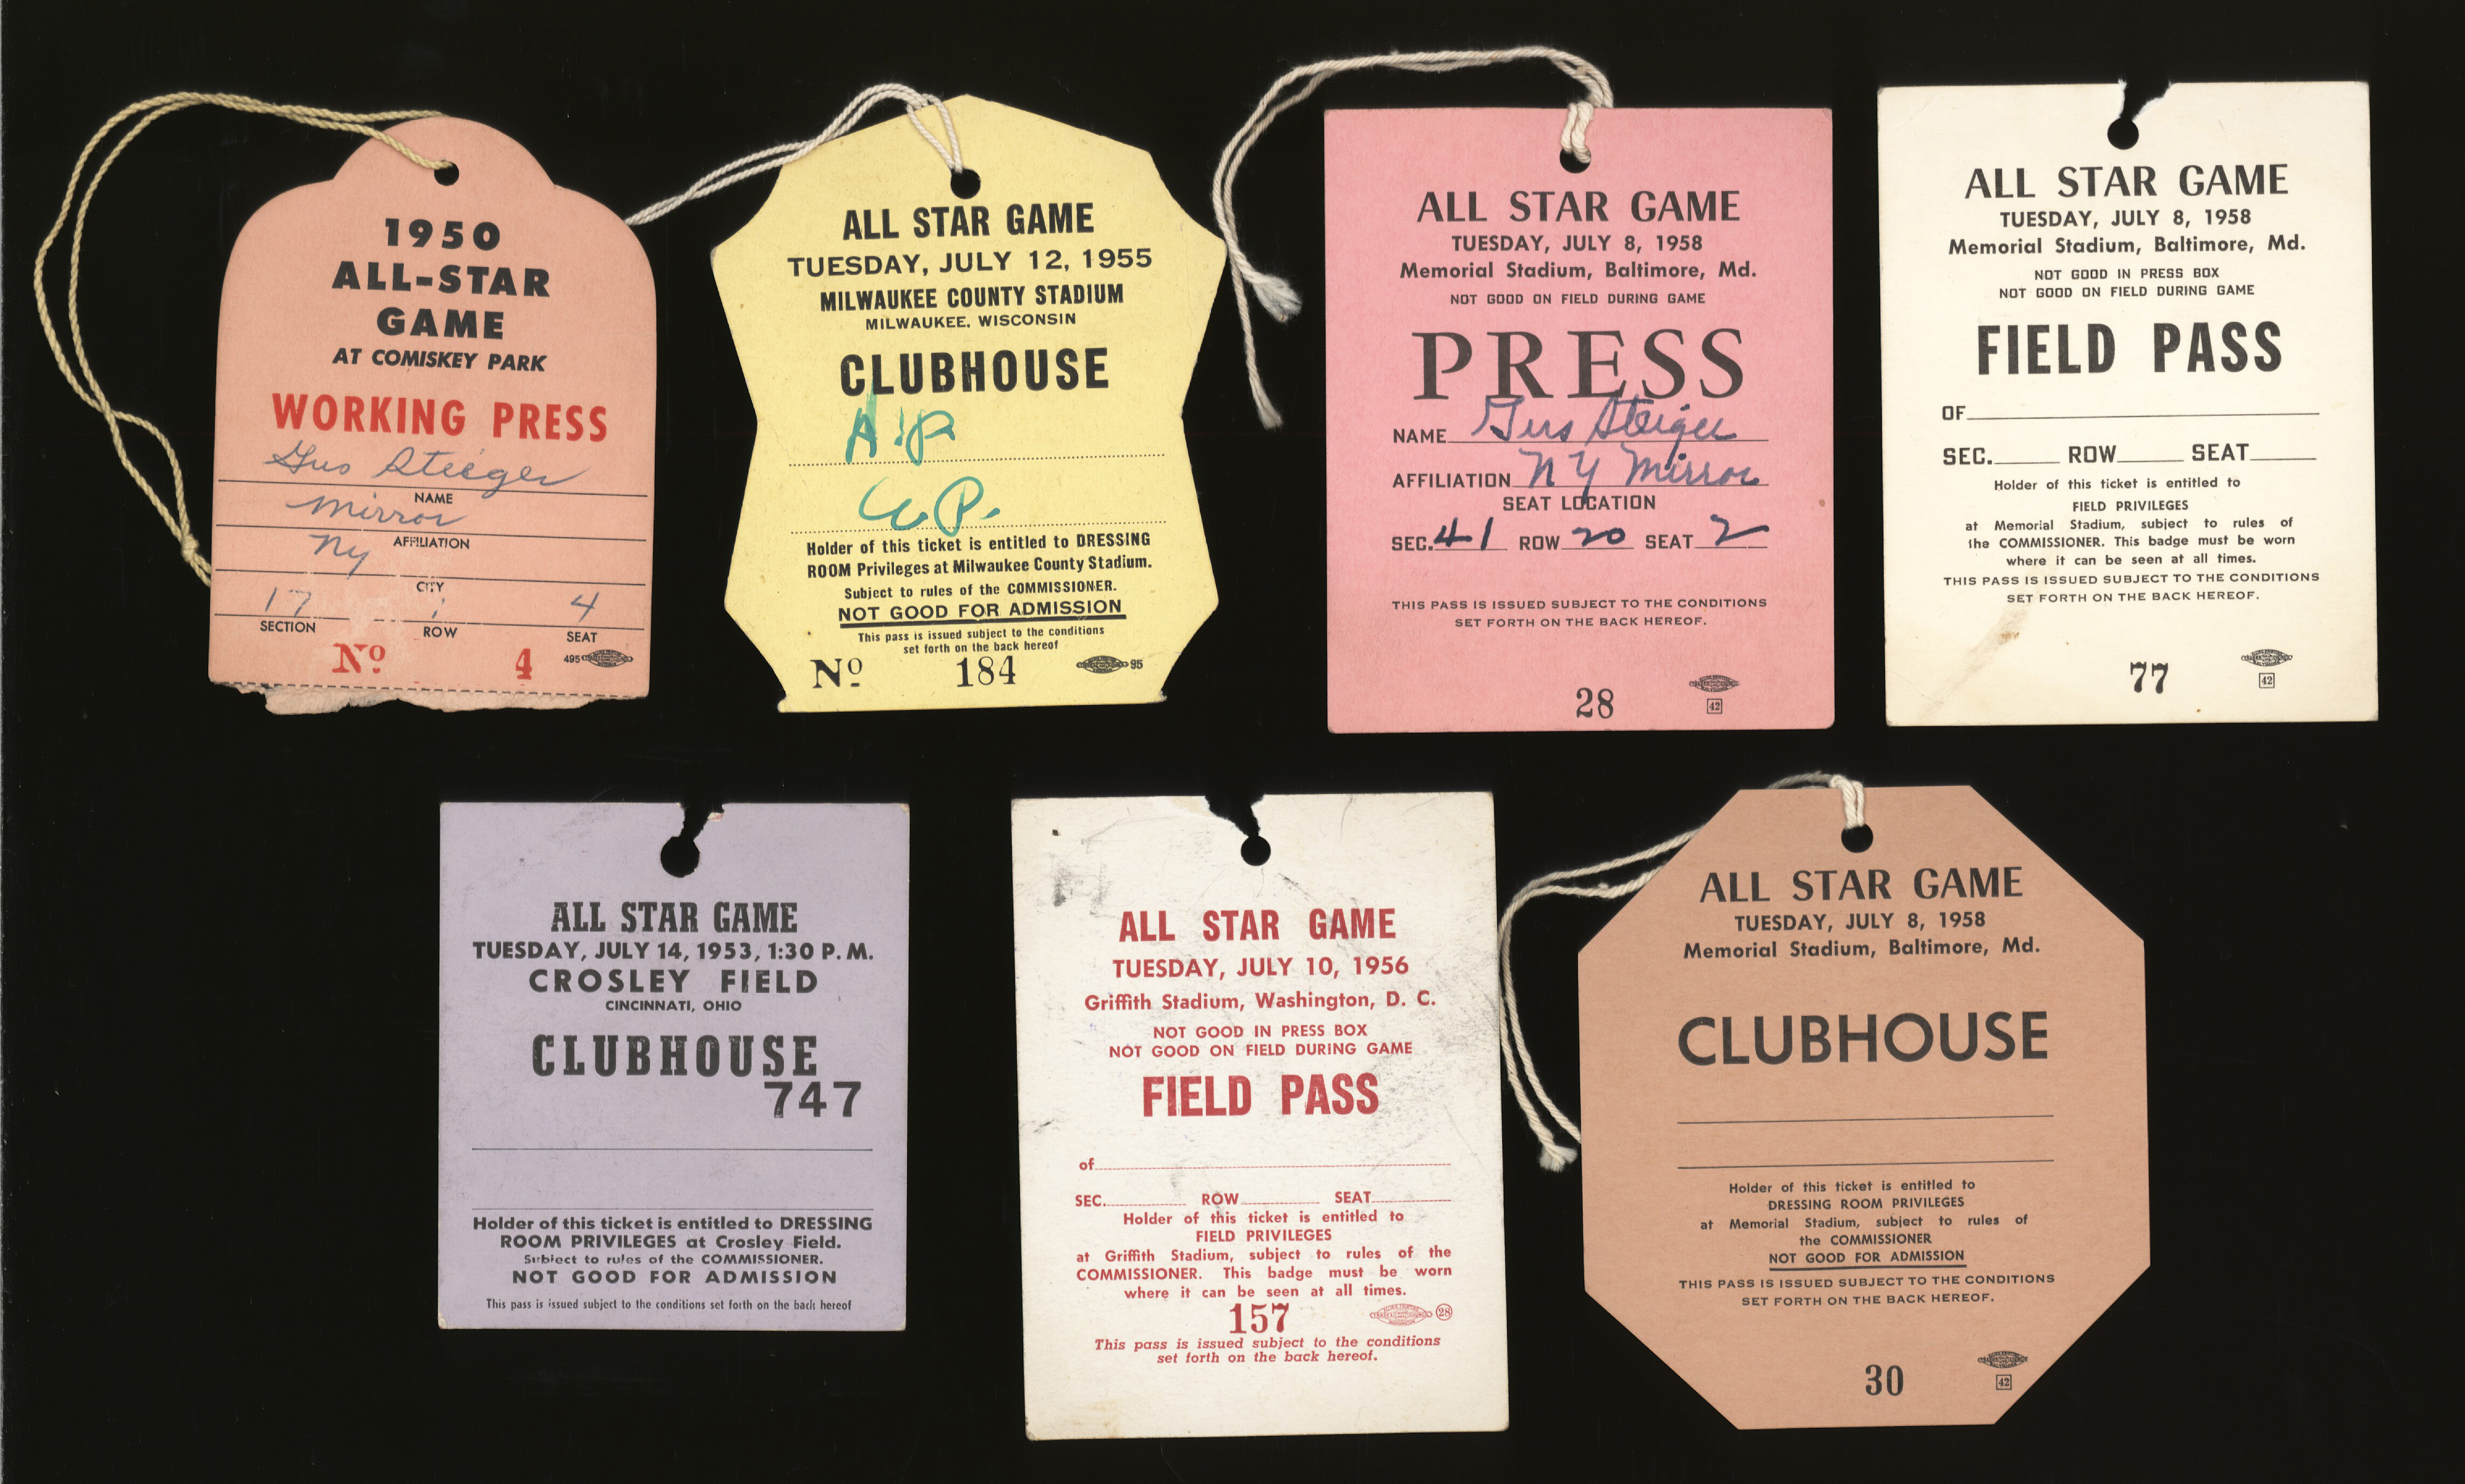 1950
ALL-STAR
GAME
AT COMISKEY PARK
WORKING PRESS
Gus Steiger
NAME
Mirror
AFFILIATION
NY
CITY
17 1 4
SECTION ROW SEAT
No 4 495
ALL STAR GAME
TUESDAY, JULY 12, 1955
MILWAUKEE COUNTY STADIUM
MILWAUKEE, WISCONSIN
CLUBHOUSE
Holder of this ticket is entitled to DRESSING
ROOM Privileges at Milwaukee County Stadium.
Subject to rules of the COMMISSIONER.
NOT GOOD FOR ADMISSION
This pass is issued subject to the conditions
set forth on the back hereof
No 184 95
ALL STAR GAME
TUESDAY, JULY 8, 1958
Memorial Stadium, Baltimore, Md.
NOT GOOD ON FIELD DURING GAME
PRESS
NAME Gus Steiger
AFFILIATION NY Mirror
SEAT LOCATION
SEC. 41 ROW 20 SEAT 2
THIS PASS IS ISSUED SUBJECT TO THE CONDITIONS
SET FORTH ON THE BACK HEREOF.
28 42
ALL STAR GAME
TUESDAY, JULY 8, 1958
Memorial Stadium, Baltimore, Md.
NOT GOOD IN PRESS BOX
NOT GOOD ON FIELD DURING GAME
FIELD PASS
OF
SEC. ROW SEAT
Holder of this ticket is entitled to
FIELD PRIVILEGES
at Memorial Stadium, subject to rules of
the COMMISSIONER. This badge must be worn
where it can be seen at all times.
THIS PASS IS ISSUED SUBJECT TO THE CONDITIONS
SET FORTH ON THE BACK HEREOF.
77 42
ALL STAR GAME
TUESDAY, JULY 14, 1953, 1:30 P. M.
CROSLEY FIELD
CINCINNATI, OHIO
CLUBHOUSE
747
Holder of this ticket is entitled to DRESSING
ROOM PRIVILEGES at Crosley Field.
Subject to rules of the COMMISSIONER.
NOT GOOD FOR ADMISSION
This pass is issued subject to the conditions set forth on the back hereof
ALL STAR GAME
TUESDAY, JULY 10, 1956
Griffith Stadium, Washington, D. C.
NOT GOOD IN PRESS BOX
NOT GOOD ON FIELD DURING GAME
FIELD PASS
of
SEC. ROW SEAT
Holder of this ticket is entitled to
FIELD PRIVILEGES
at Griffith Stadium, subject to rules of the
COMMISSIONER. This badge must be worn
where it can be seen at all times.
157 28
This pass is issued subject to the conditions
set forth on the back hereof.
ALL STAR GAME
TUESDAY, JULY 8, 1958
Memorial Stadium, Baltimore, Md.
CLUBHOUSE
Holder of this ticket is entitled to
DRESSING ROOM PRIVILEGES
at Memorial Stadium, subject to rules of
the COMMISSIONER
NOT GOOD FOR ADMISSION
THIS PASS IS ISSUED SUBJECT TO THE CONDITIONS
SET FORTH ON THE BACK HEREOF.
30 42